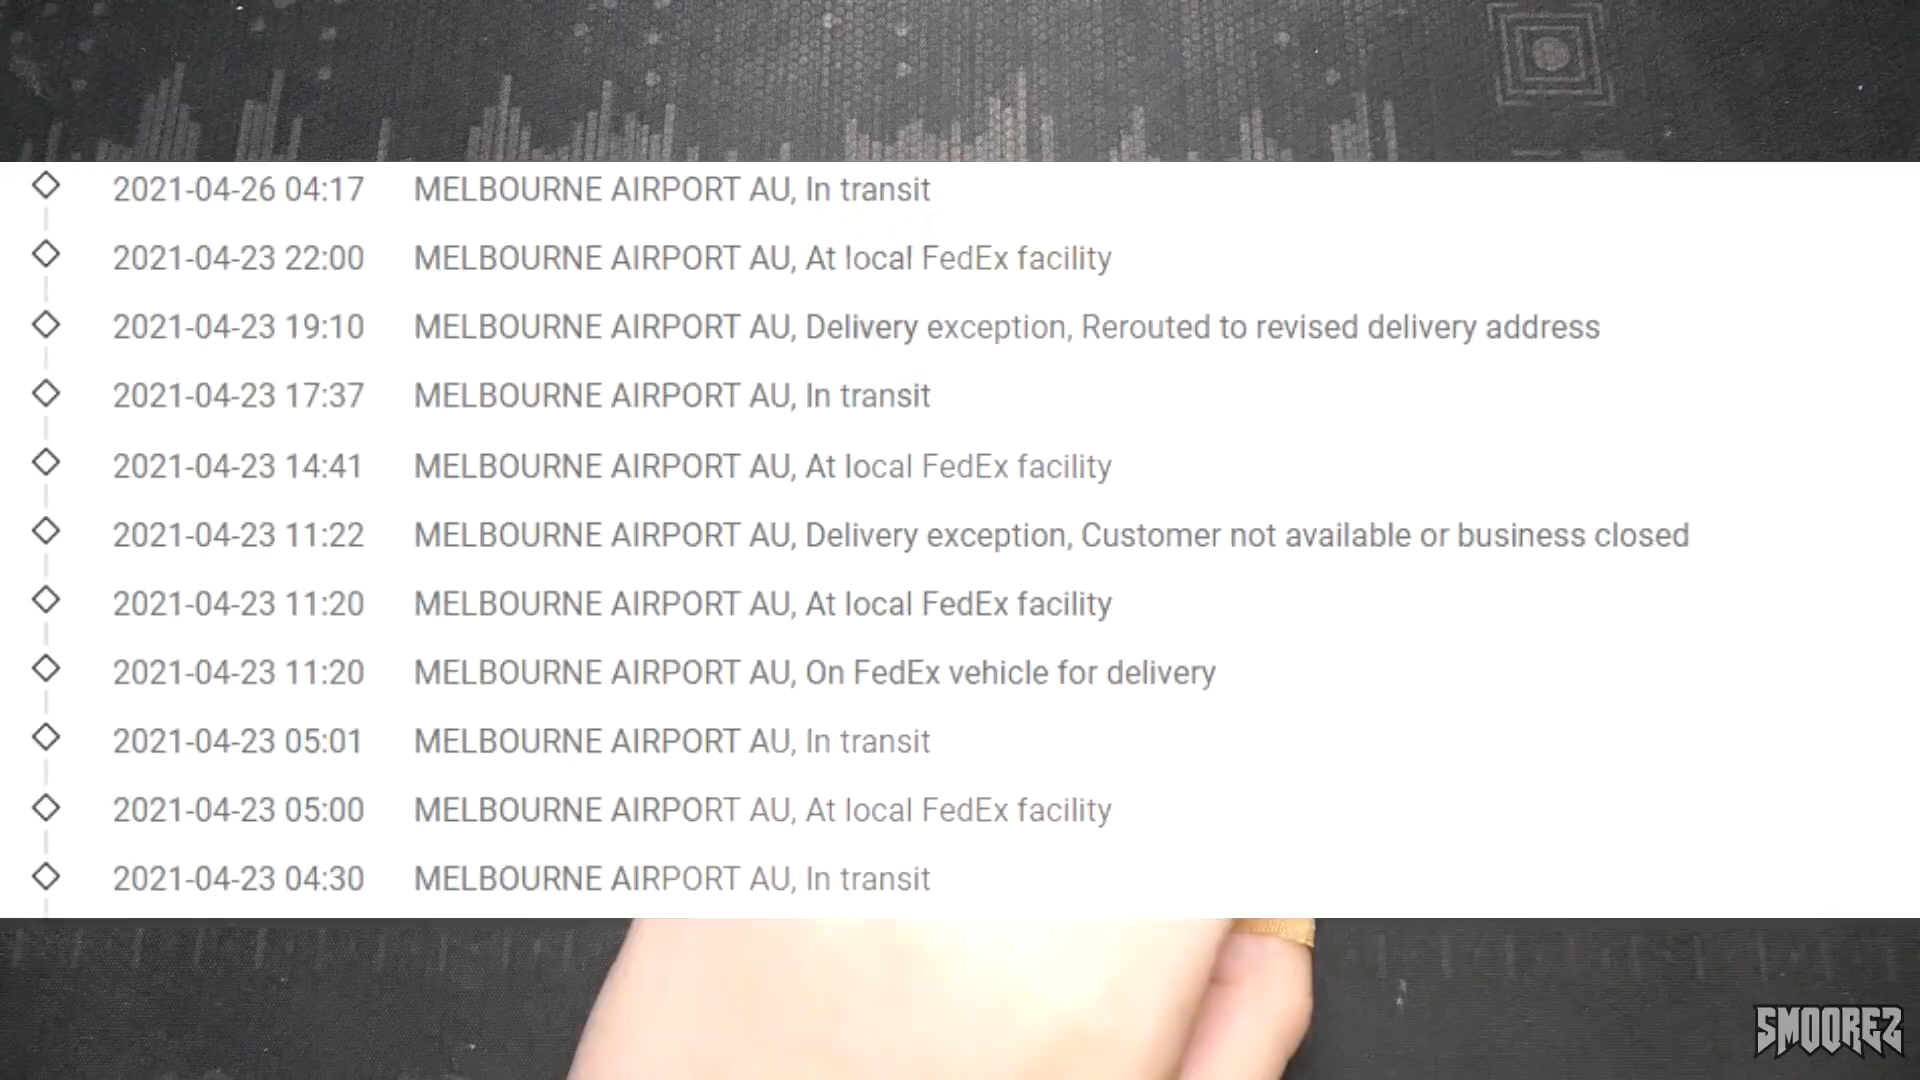 2021-04-26 04:17 MELBOURNE AIRPORT AU, In transit
2021-04-23 22:00 MELBOURNE AIRPORT AU, At local FedEx facility
2021-04-23 19:10 MELBOURNE AIRPORT AU, Delivery exception, Rerouted to revised delivery address
2021-04-23 17:37 MELBOURNE AIRPORT AU, In transit
2021-04-23 14:41 MELBOURNE AIRPORT AU, At local FedEx facility
2021-04-23 11:22 MELBOURNE AIRPORT AU, Delivery exception, Customer not available or business closed
2021-04-23 11:20 MELBOURNE AIRPORT AU, At local FedEx facility
2021-04-23 11:20 MELBOURNE AIRPORT AU, On FedEx vehicle for delivery
2021-04-23 05:01 MELBOURNE AIRPORT AU, In transit
2021-04-23 05:00 MELBOURNE AIRPORT AU, At local FedEx facility
2021-04-23 04:30 MELBOURNE AIRPORT AU, In transit
SMOOREZ